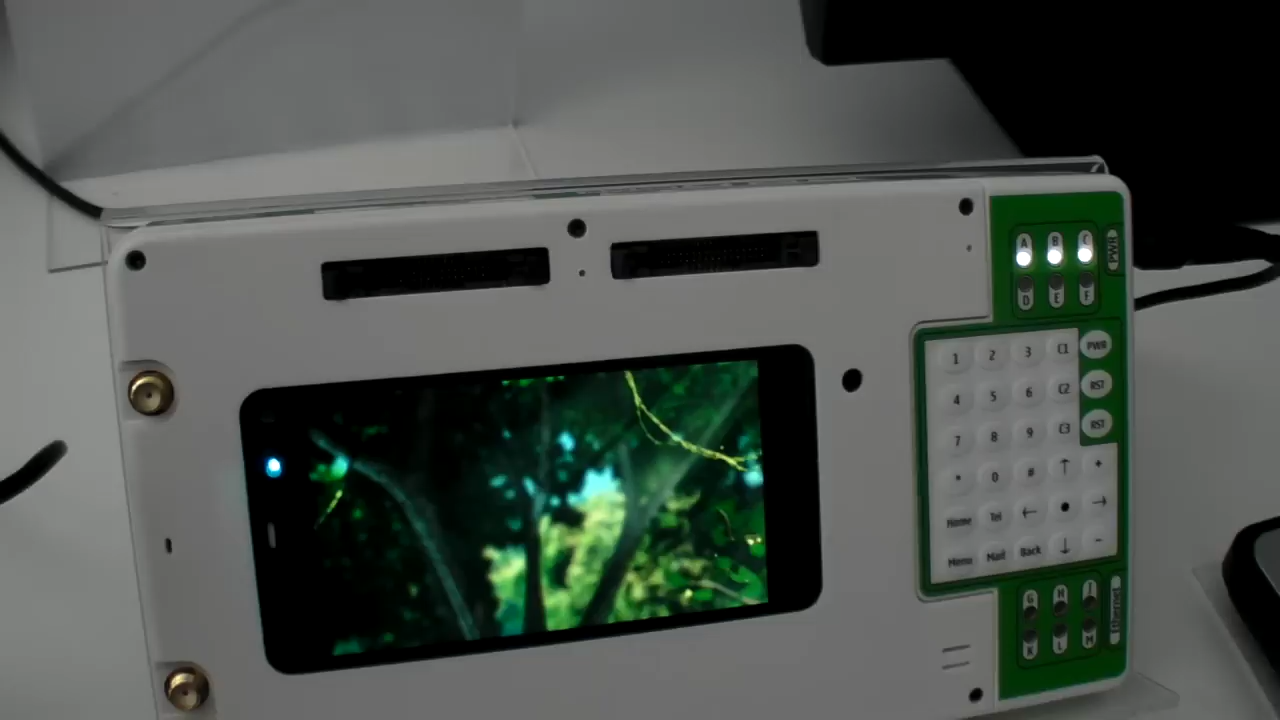 A B C PWR
D E F
1 2 3 C1 PWR
4 5 6 C2 RST
7 8 9 C3 RST
* 0 # ↑ +
Home Tel ← • →
Menu Mail Back ↓ -
G H J Ethernet
K L M